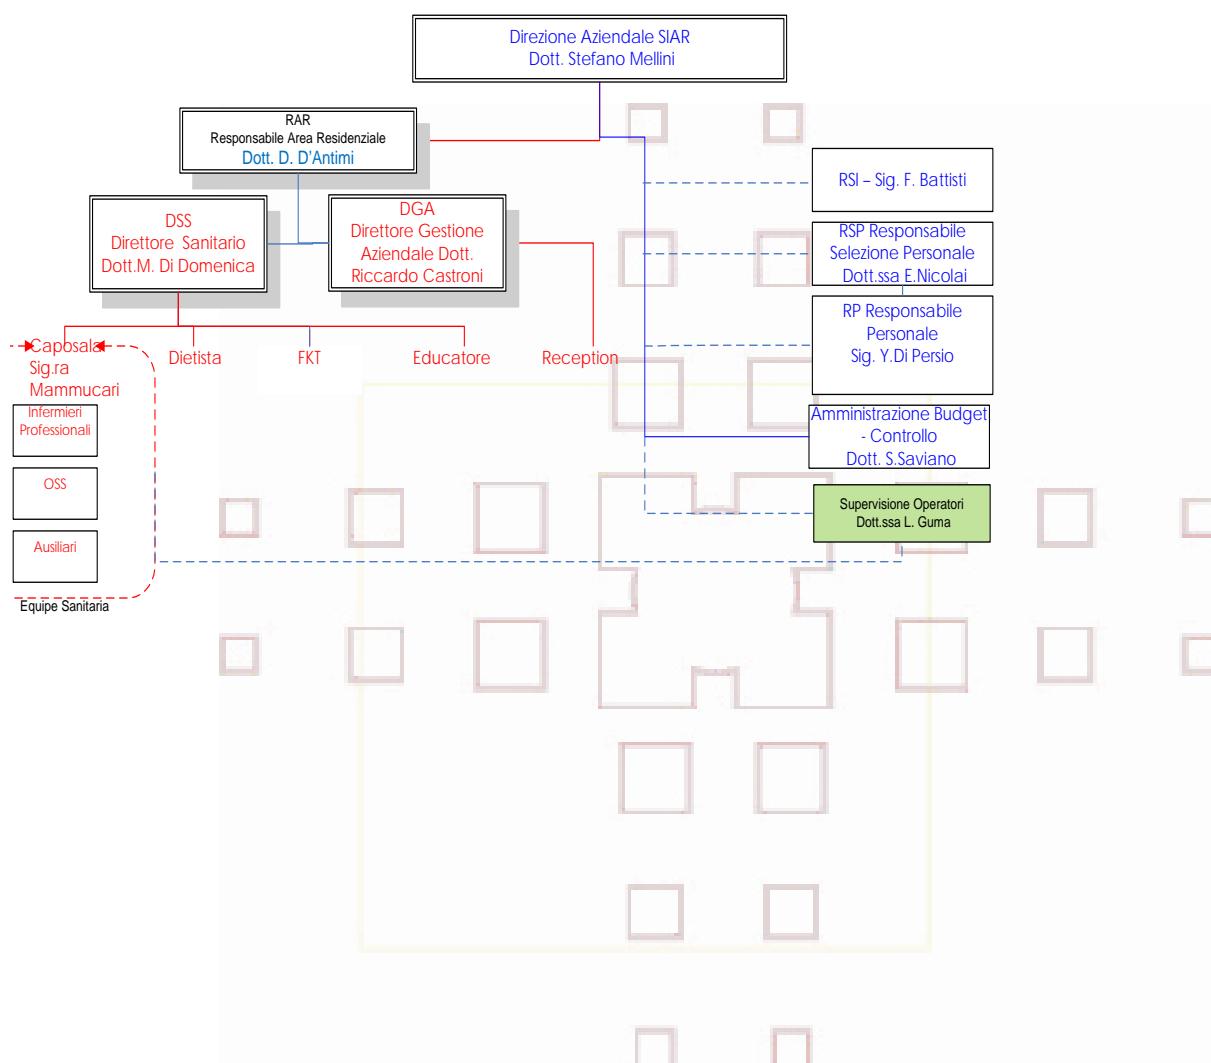 Direzione Aziendale SIAR
Dott. Stefano Mellini
RAR
Responsabile Area Residenziale
Dott. D. D'Antimi
RSI – Sig. F. Battisti
DSS
Direttore Sanitario
Dott.M. Di Domenica
DGA
Direttore Gestione
Aziendale Dott.
Riccardo Castroni
RSP Responsabile
Selezione Personale
Dott.ssa E.Nicolai
RP Responsabile
Personale
Sig. Y.Di Persio
Caposala
Sig.ra
Mammucari
Dietista
FKT
Educatore
Reception
Infermieri
Professionali
OSS
Ausiliari
Equipe Sanitaria
Amministrazione Budget
- Controllo
Dott. S.Saviano
Supervisione Operatori
Dott.ssa L. Guma